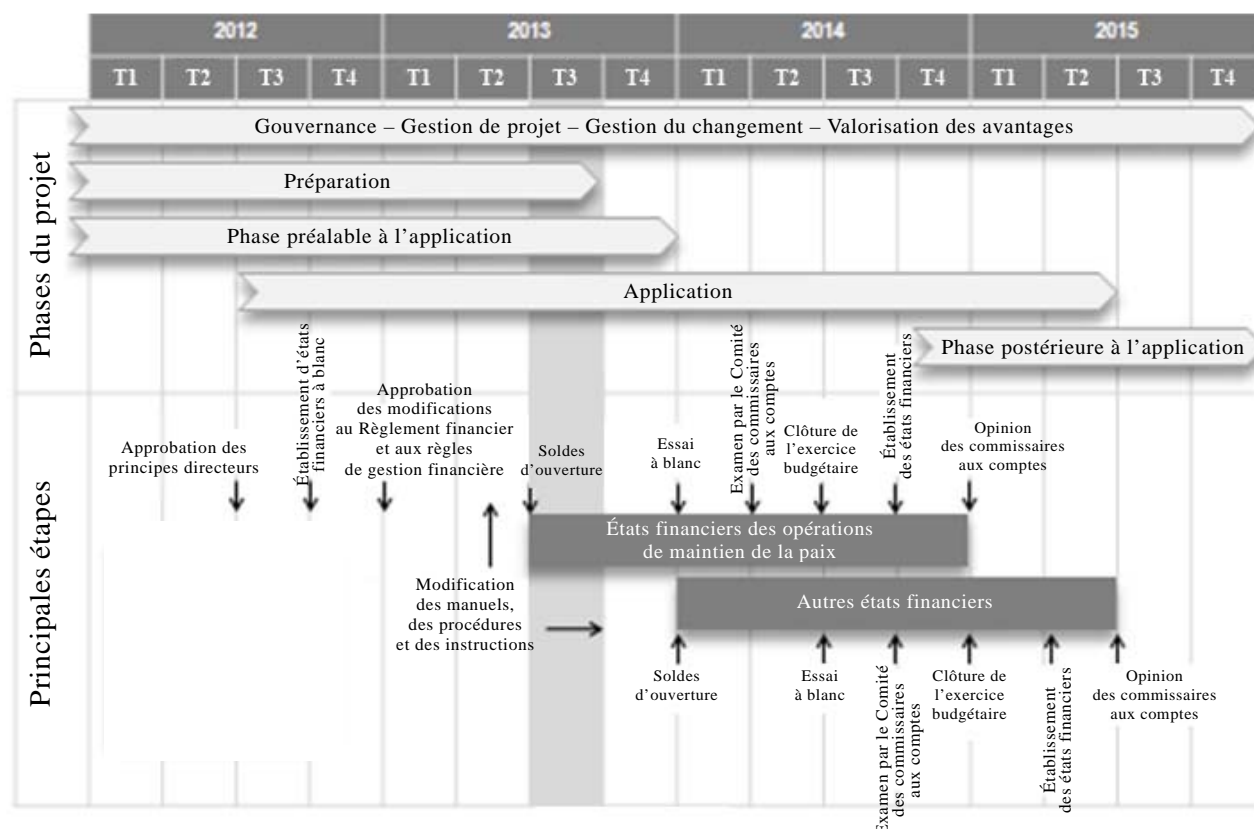 2012 2013 2014 2015
T1 T2 T3 T4 T1 T2 T3 T4 T1 T2 T3 T4 T1 T2 T3 T4
Phases du projet
Gouvernance – Gestion de projet – Gestion du changement – Valorisation des avantages
Préparation
Phase préalable à l’application
Application
Phase postérieure à l’application
Principales étapes
Approbation des
principes directeurs
Établissement d’états
financiers à blanc
Approbation
des modifications
au Règlement financier
et aux règles
de gestion financière
Soldes
d’ouverture
Essai
à blanc
Examen par le Comité
des commissaires
aux comptes
Clôture de
l’exercice
budgétaire
Établissement
des états financiers
Opinion
des commissaires
aux comptes
États financiers des opérations
de maintien de la paix
Modification
des manuels,
des procédures
et des instructions
Autres états financiers
Soldes
d’ouverture
Essai
à blanc
Examen par le Comité
des commissaires
aux comptes
Clôture de
l’exercice
budgétaire
Établissement
des états financiers
Opinion
des commissaires
aux comptes